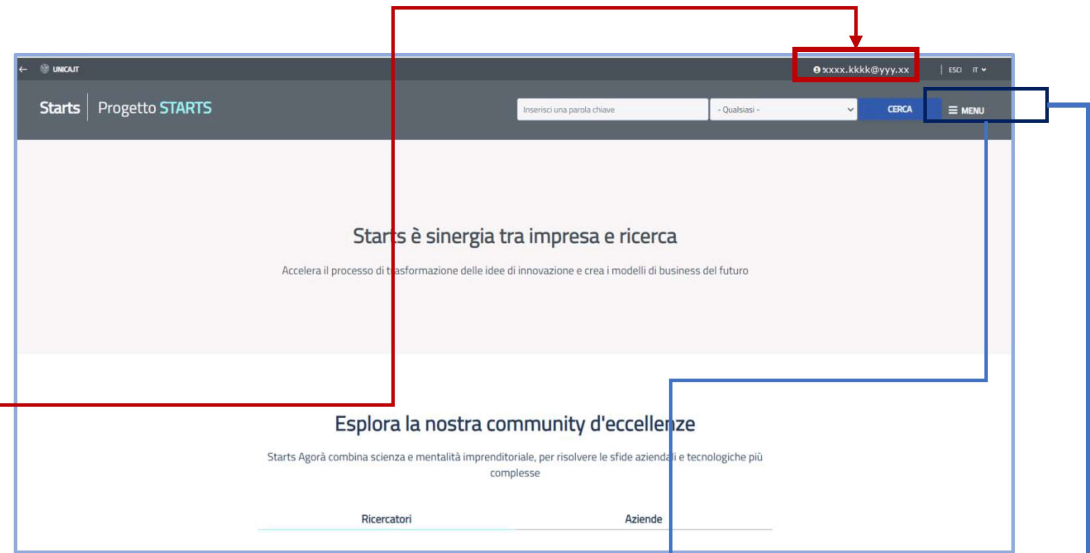 UNICA.IT
xxxx.kkkk@yyy.xx | ESCI IT
Starts | Progetto STARTS
Inserisci una parola chiave
- Qualsiasi -
CERCA
MENU
Starts è sinergia tra impresa e ricerca
Accelera il processo di trasformazione delle idee di innovazione e crea i modelli di business del futuro
Esplora la nostra community d'eccellenze
Starts Agorà combina scienza e mentalità imprenditoriale, per risolvere le sfide aziendali e tecnologiche più
complesse
Ricercatori
Aziende